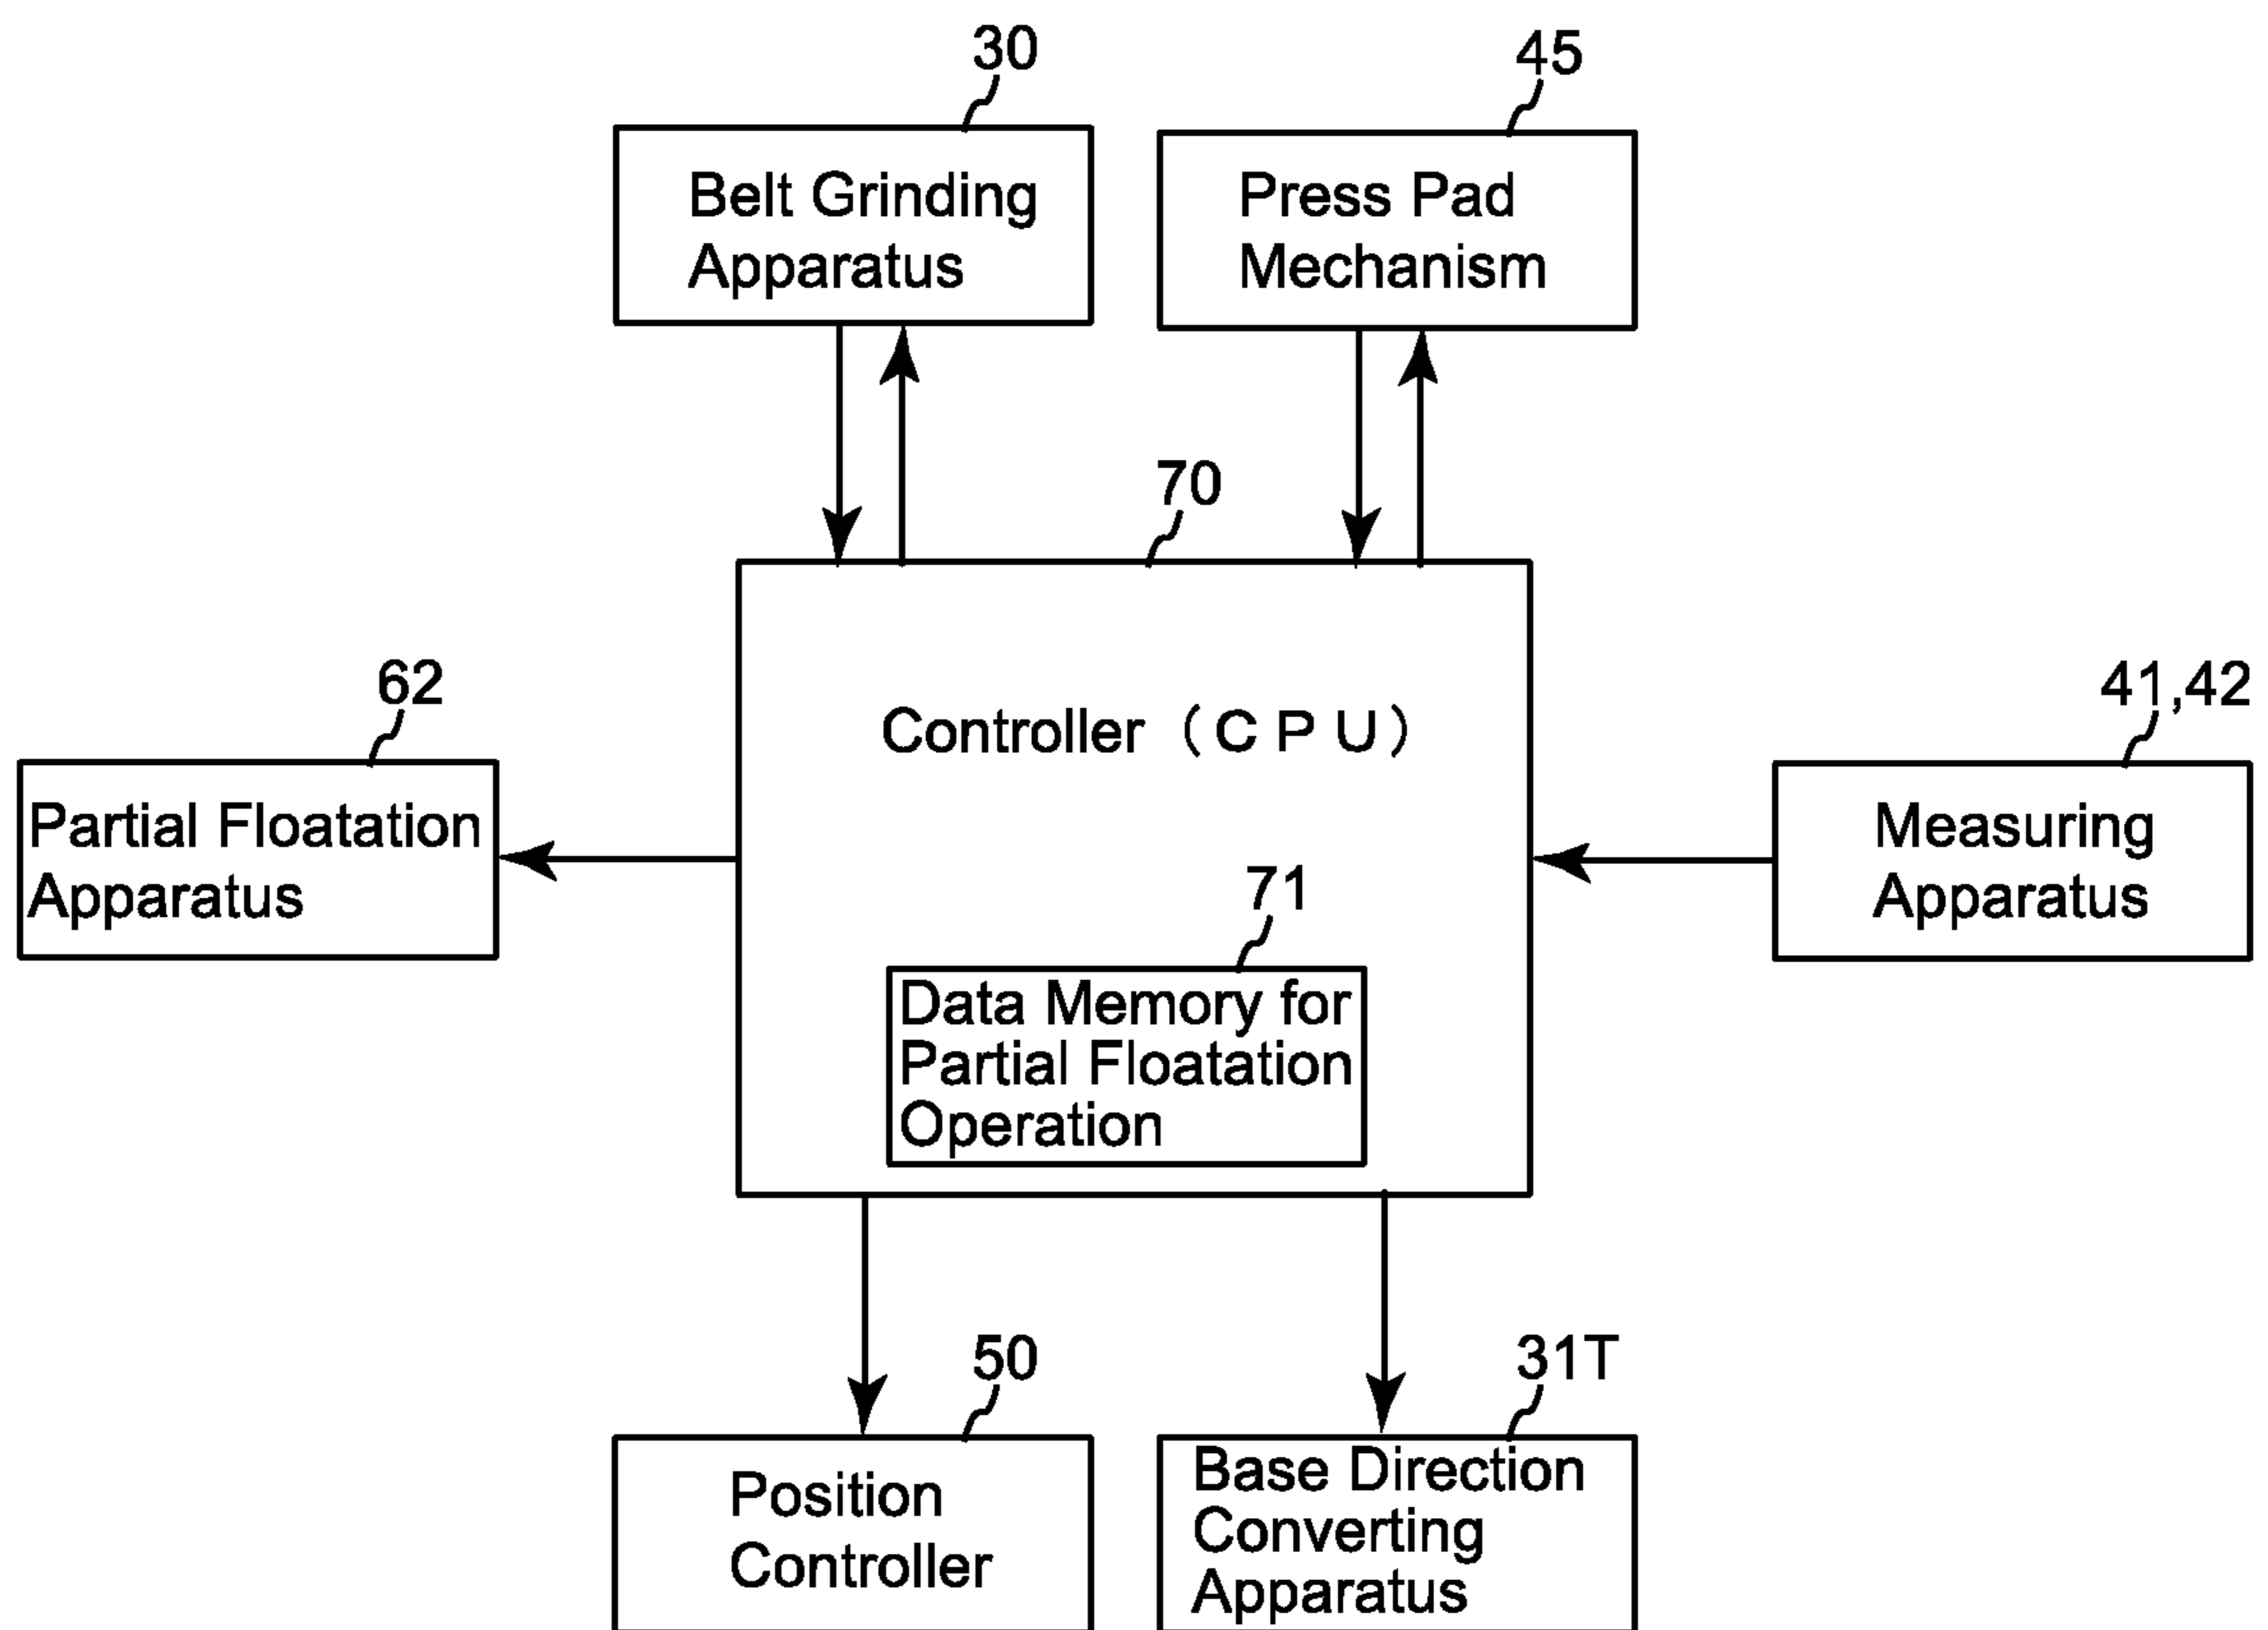 30
45
Belt Grinding
Apparatus
Press Pad
Mechanism
70
62
41,42
Controller (CPU)
Partial Floatation
Apparatus
Measuring
Apparatus
71
Data Memory for
Partial Floatation
Operation
50
31T
Position
Controller
Base Direction
Converting
Apparatus